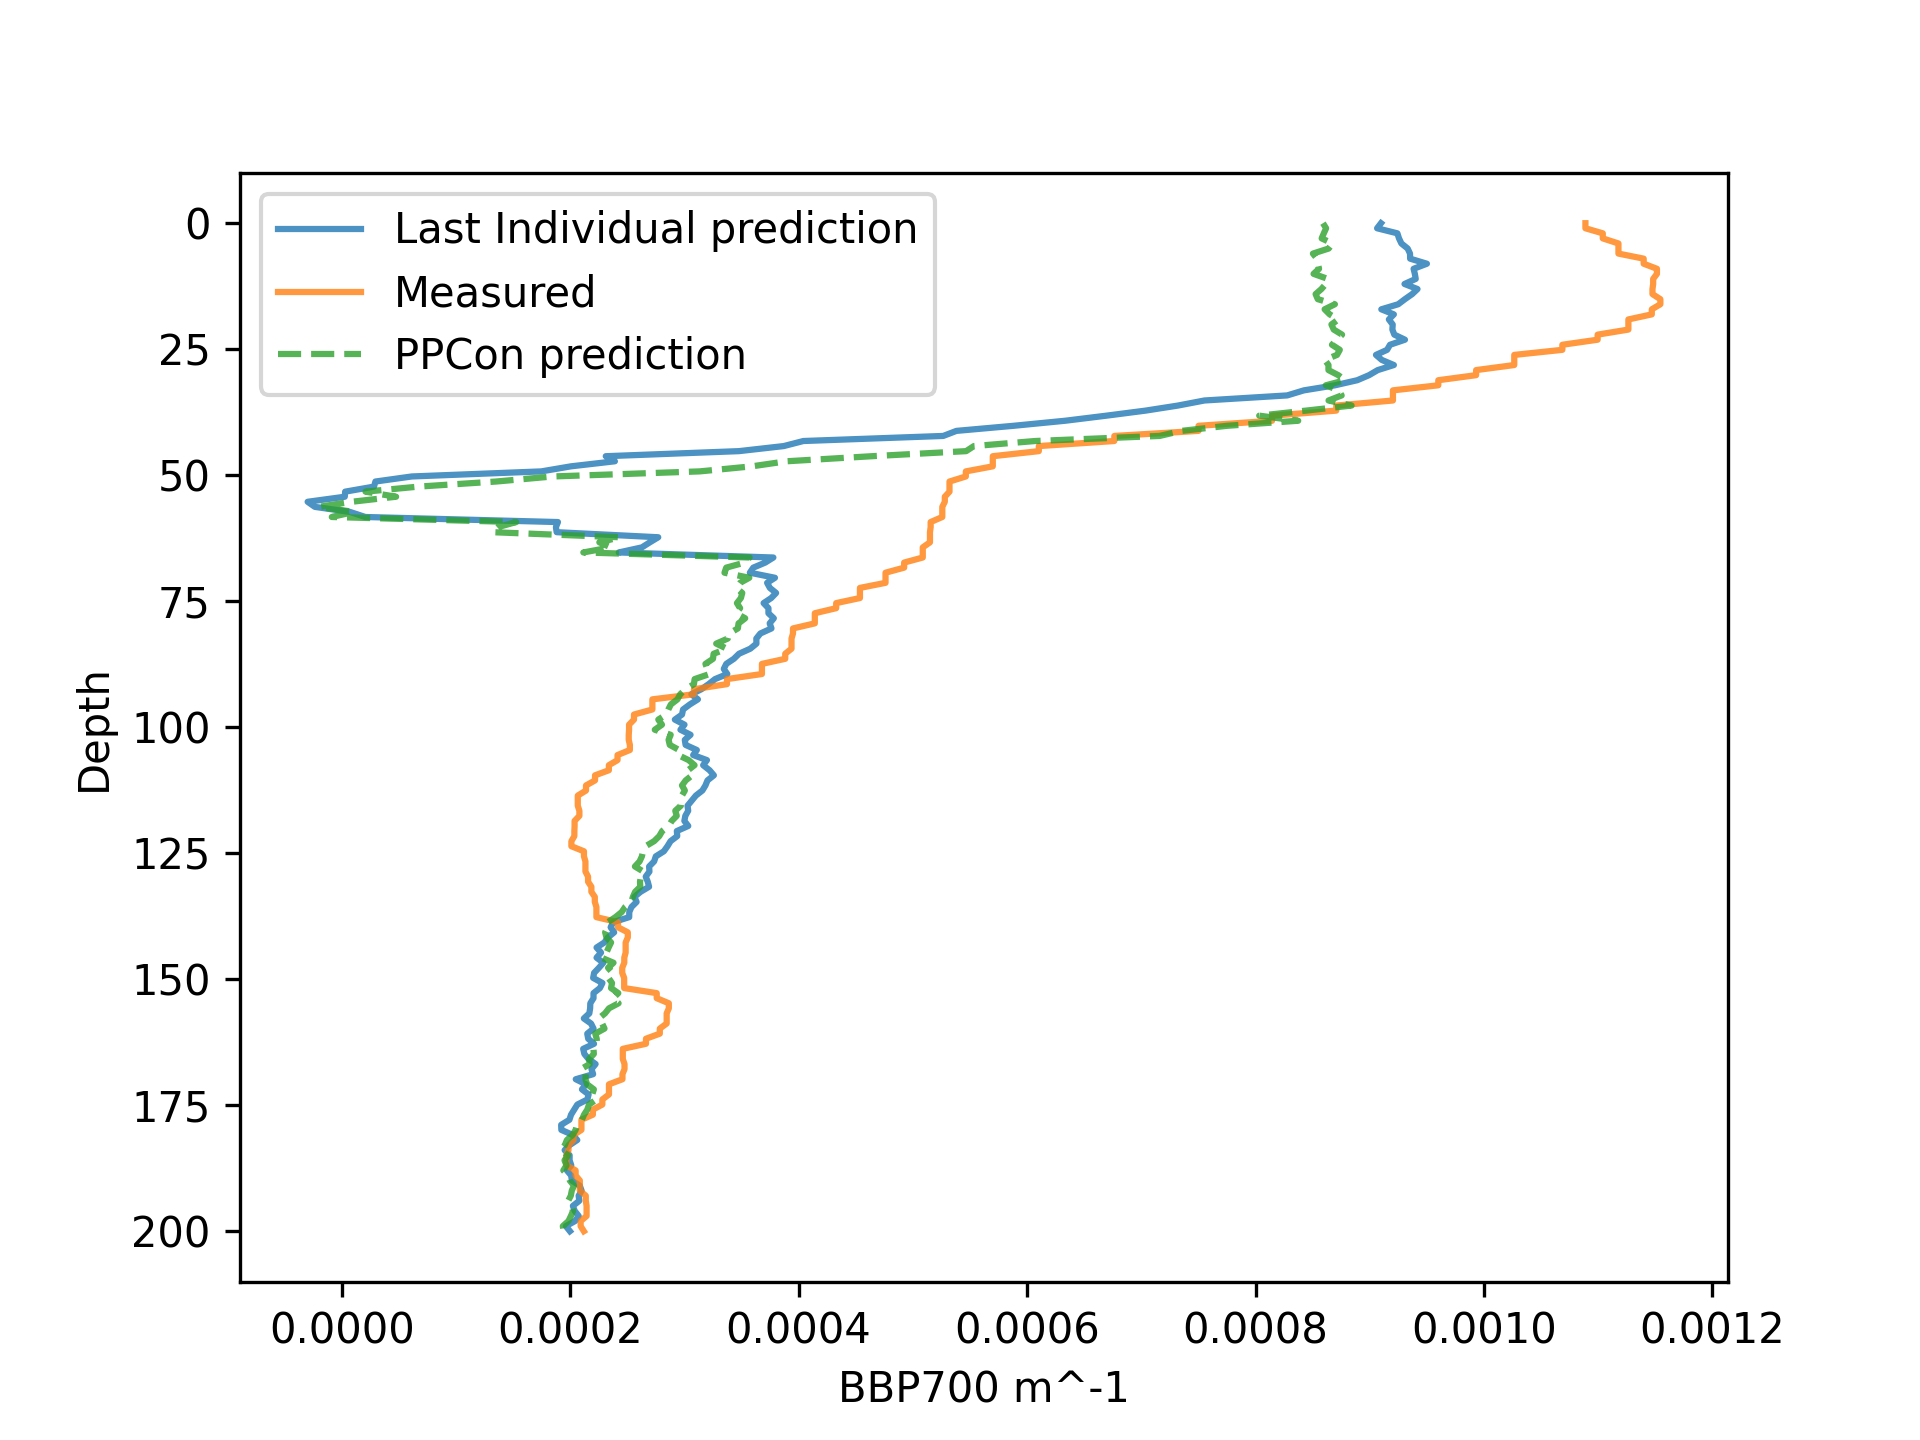 Last Individual prediction
Measured
PPCon prediction
0
25
50
75
100
125
150
175
200
Depth
0.0000 0.0002 0.0004 0.0006 0.0008 0.0010 0.0012
BBP700 m^-1